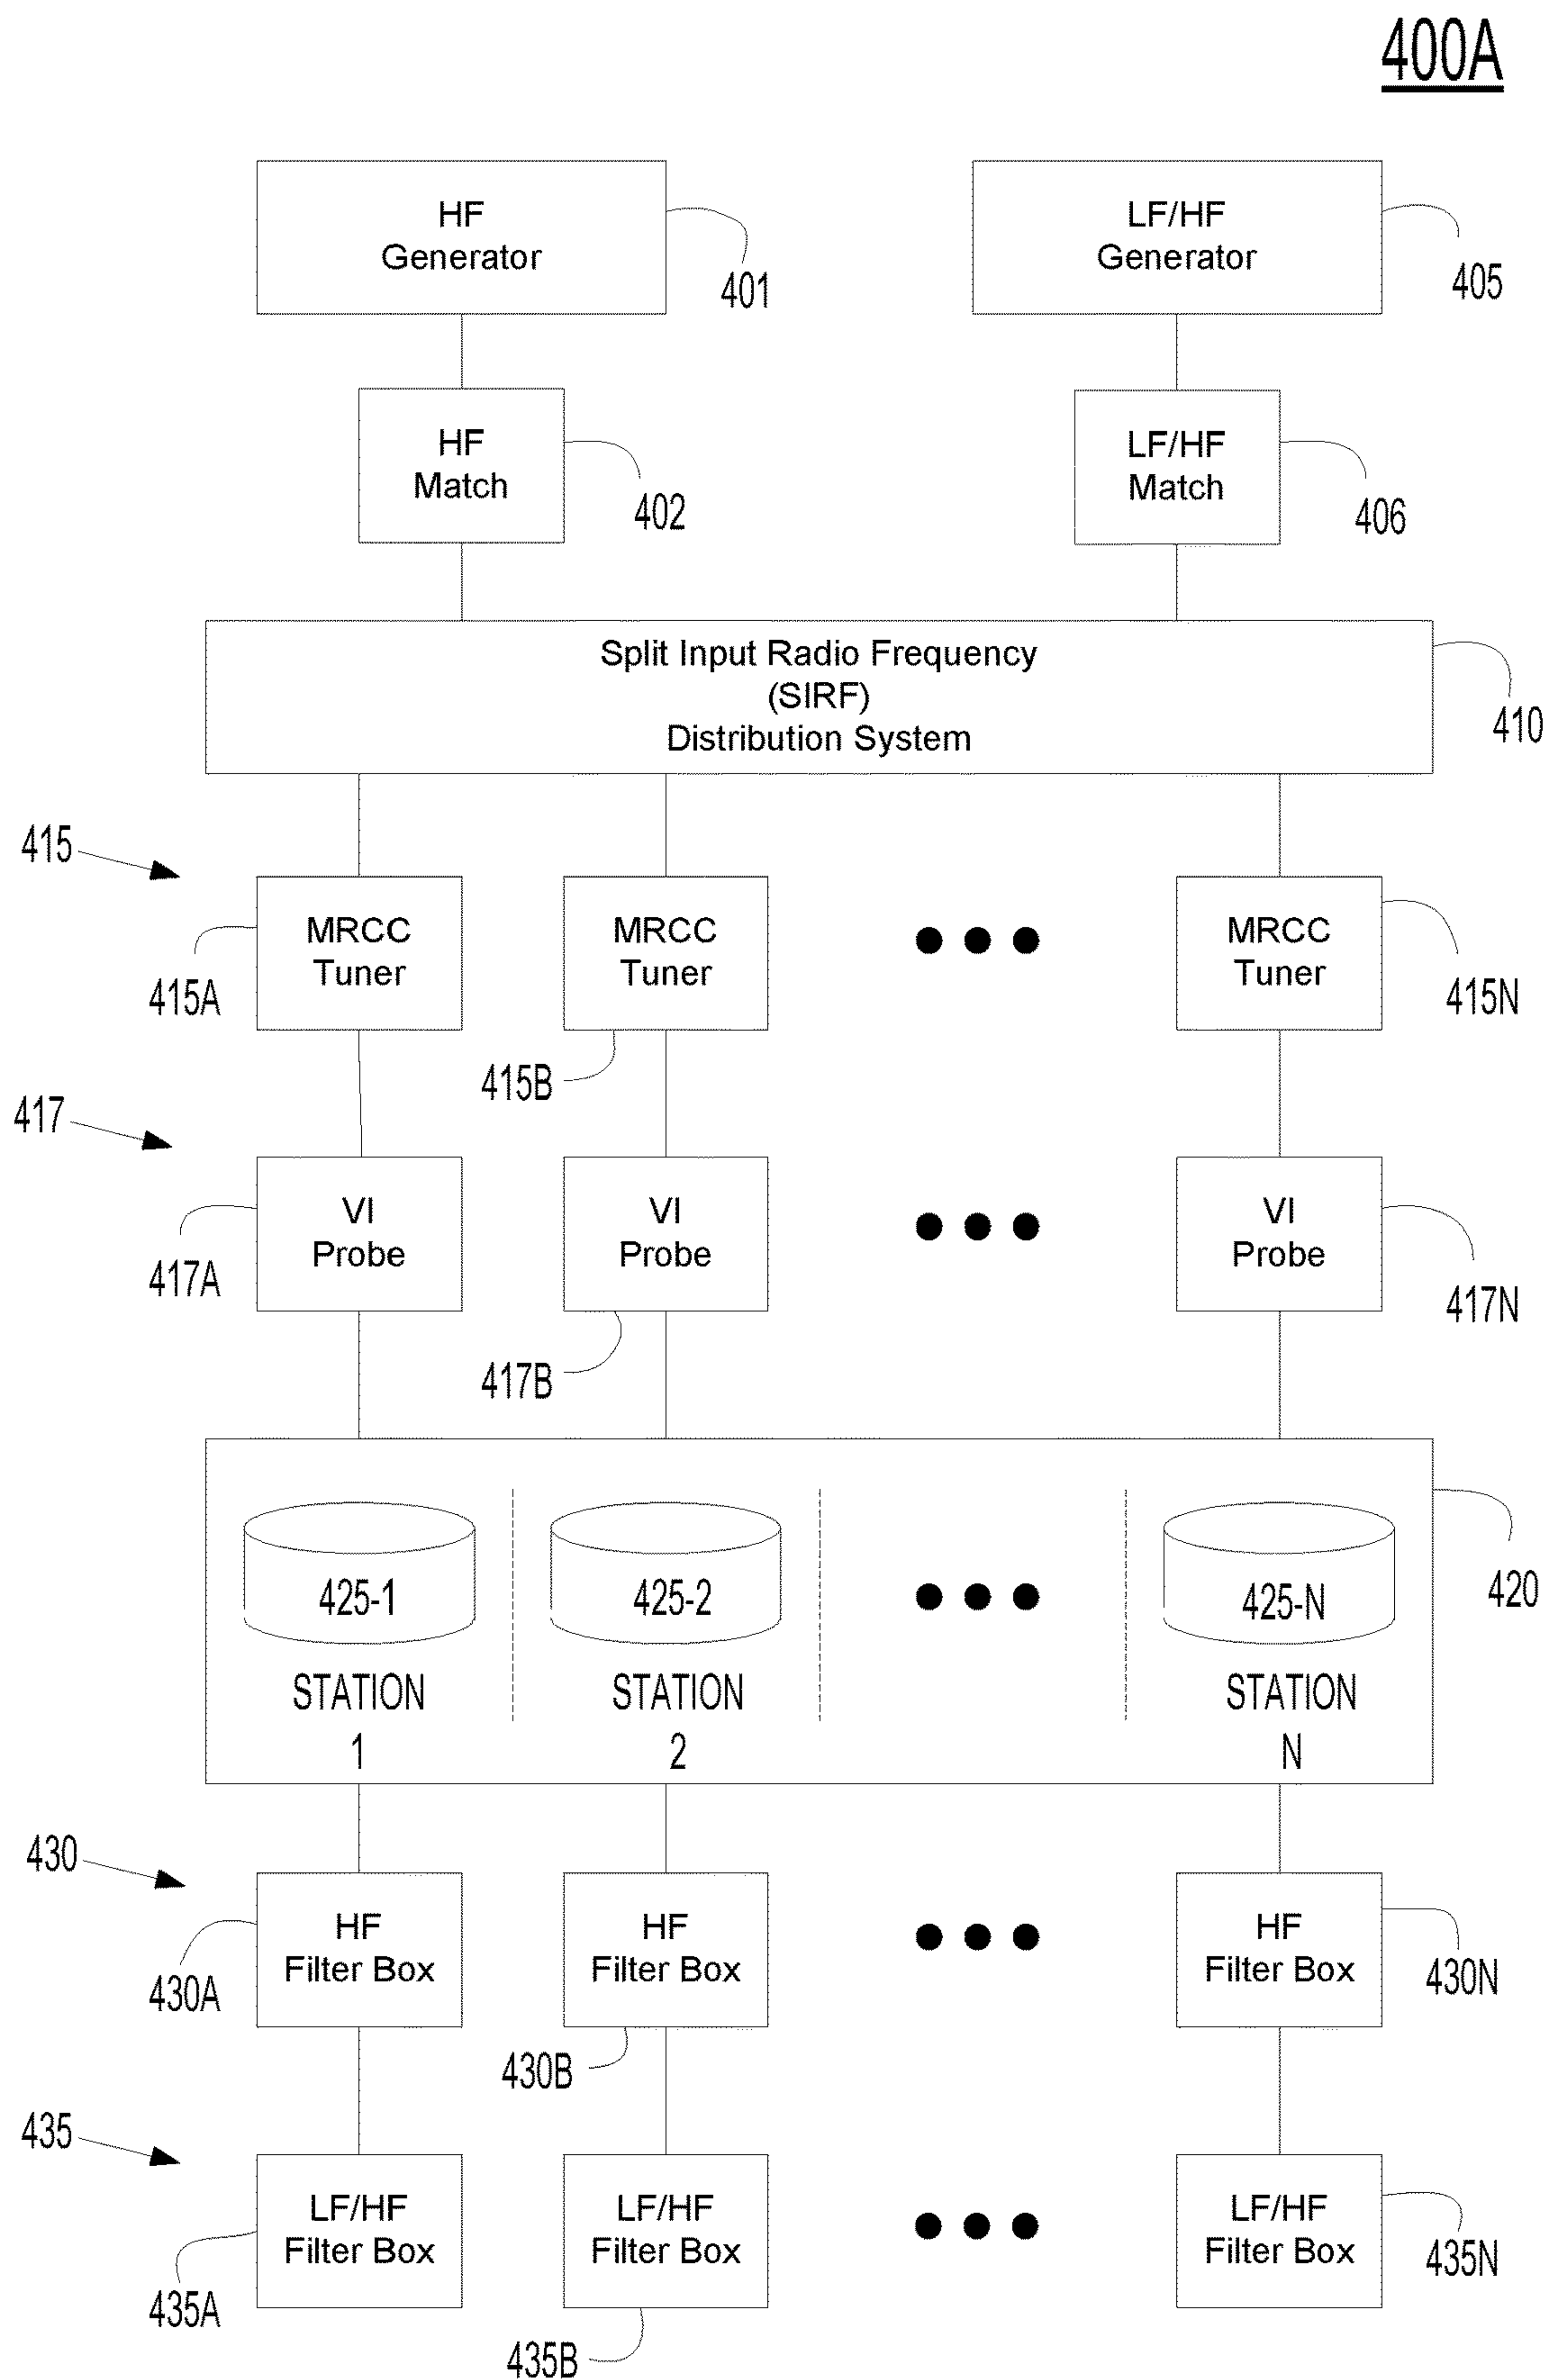 400A
HF
Generator
401
LF/HF
Generator
405
HF
Match
402
LF/HF
Match
406
Split Input Radio Frequency
(SIRF)
Distribution System
410
415
MRCC
Tuner
415A
MRCC
Tuner
415B
MRCC
Tuner
415N
417
VI
Probe
417A
VI
Probe
417B
VI
Probe
417N
425-1
STATION
1
425-2
STATION
2
425-N
STATION
N
420
430
HF
Filter Box
430A
HF
Filter Box
430B
HF
Filter Box
430N
435
LF/HF
Filter Box
435A
LF/HF
Filter Box
435B
LF/HF
Filter Box
435N